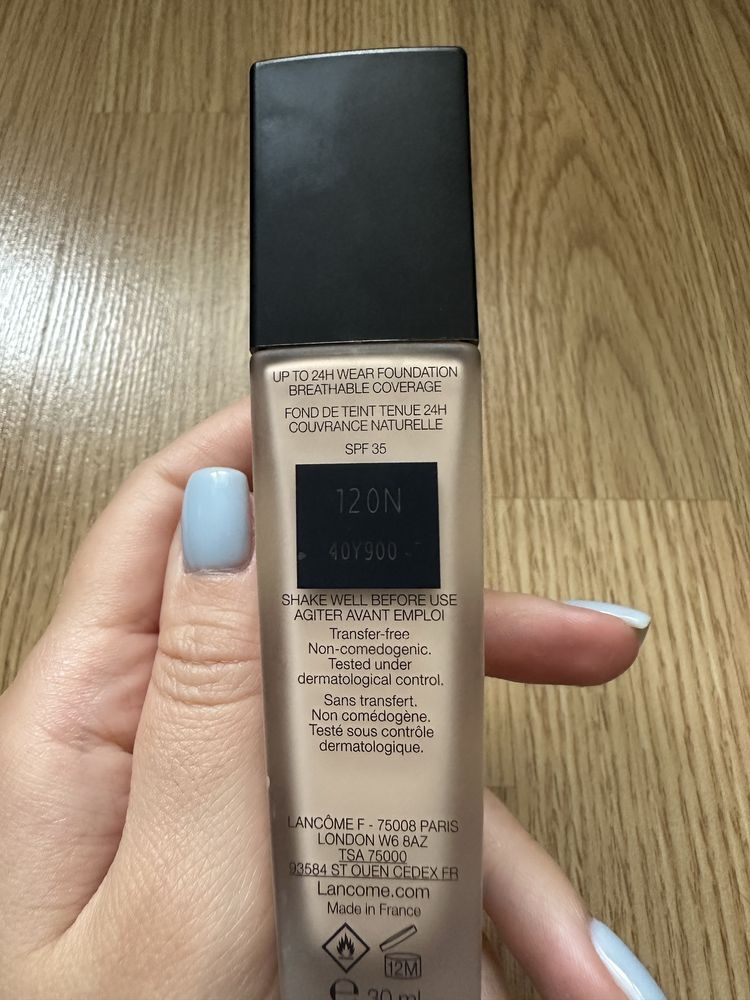 UP TO 24H WEAR FOUNDATION
BREATHABLE COVERAGE
FOND DE TEINT TENUE 24H
COUVRANCE NATURELLE
SPF 35
120N
40Y900
SHAKE WELL BEFORE USE
AGITER AVANT EMPLOI
Transfer-free
Non-comedogenic.
Tested under
dermatological control.
Sans transfert.
Non comédogène.
Testé sous contrôle
dermatologique.
LANCÔME F - 75008 PARIS
LONDON W6 8AZ
TSA 75000
93584 ST OUEN CEDEX FR
Lancome.com
Made in France
12M
℮ 30 ml